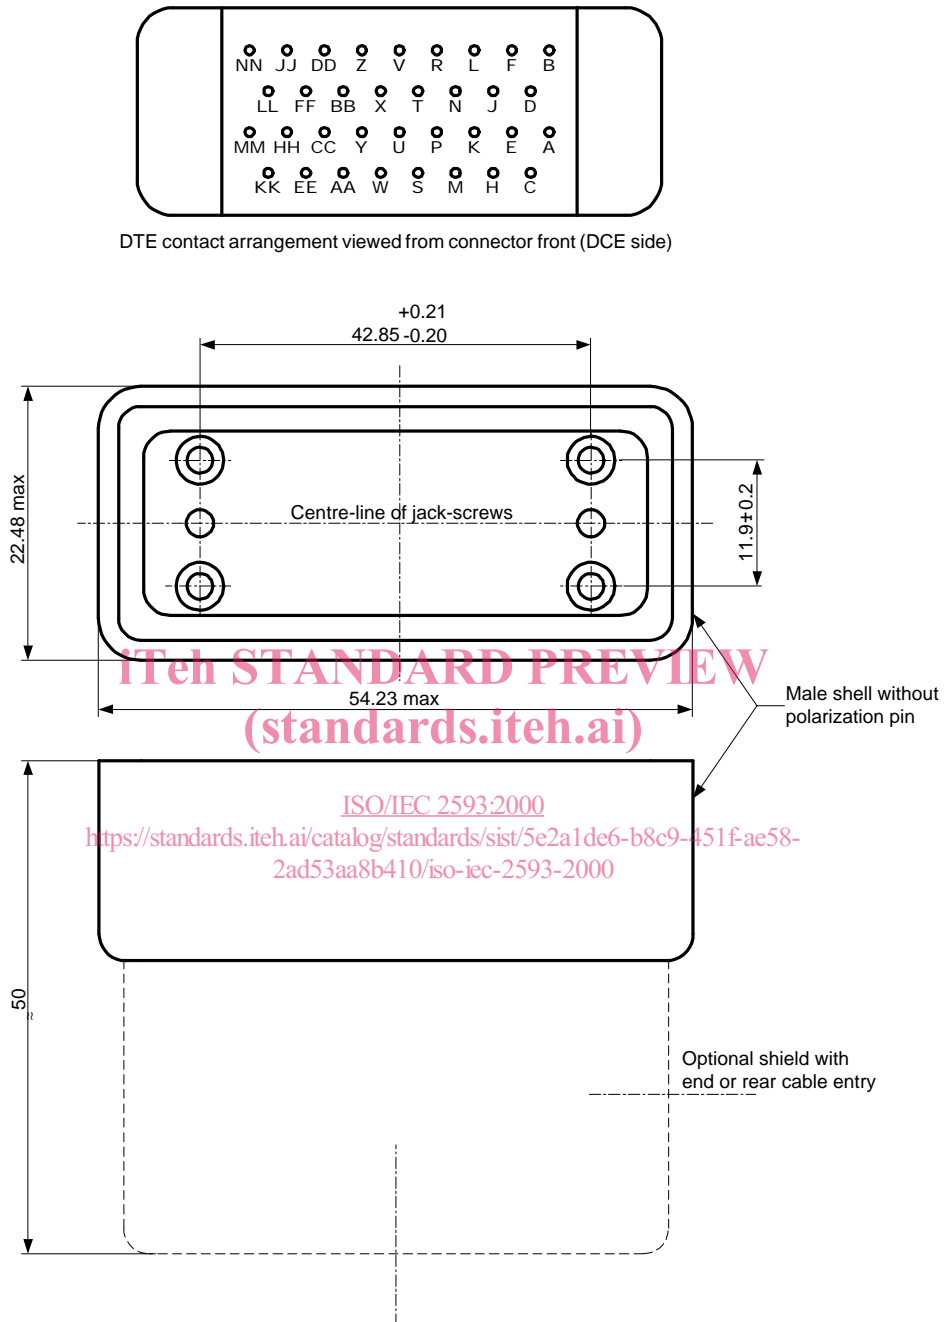 NN JJ DD Z V R L F B
LL FF BB X T N J D
MM HH CC Y U P K E A
KK EE AA W S M H C
DTE contact arrangement viewed from connector front (DCE side)
+0.21
42.85 -0.20
22.48 max
Centre-line of jack-screws
11.9±0.2
iTeh STANDARD PREVIEW
54.23 max
Male shell without
polarization pin
(standards.iteh.ai)
ISO/IEC 2593:2000
https://standards.iteh.ai/catalog/standards/sist/5e2a1de6-b8c9-451f-ae58-
2ad53aa8b410/iso-iec-2593-2000
≈ 50
Optional shield with
end or rear cable entry